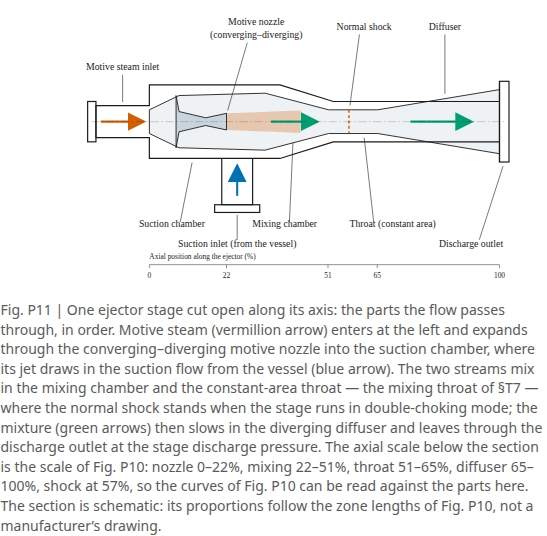 Motive nozzle
(converging–diverging)
Normal shock
Diffuser
Motive steam inlet
Suction chamber
Mixing chamber
Throat (constant area)
Suction inlet (from the vessel)
Discharge outlet
Axial position along the ejector (%)
0
22
51
65
100
Fig. P11 | One ejector stage cut open along its axis: the parts the flow passes
through, in order. Motive steam (vermillion arrow) enters at the left and expands
through the converging–diverging motive nozzle into the suction chamber, where
its jet draws in the suction flow from the vessel (blue arrow). The two streams mix
in the mixing chamber and the constant-area throat — the mixing throat of §T7 —
where the normal shock stands when the stage runs in double-choking mode; the
mixture (green arrows) then slows in the diverging diffuser and leaves through the
discharge outlet at the stage discharge pressure. The axial scale below the section
is the scale of Fig. P10: nozzle 0–22%, mixing 22–51%, throat 51–65%, diffuser 65–
100%, shock at 57%, so the curves of Fig. P10 can be read against the parts here.
The section is schematic: its proportions follow the zone lengths of Fig. P10, not a
manufacturer’s drawing.